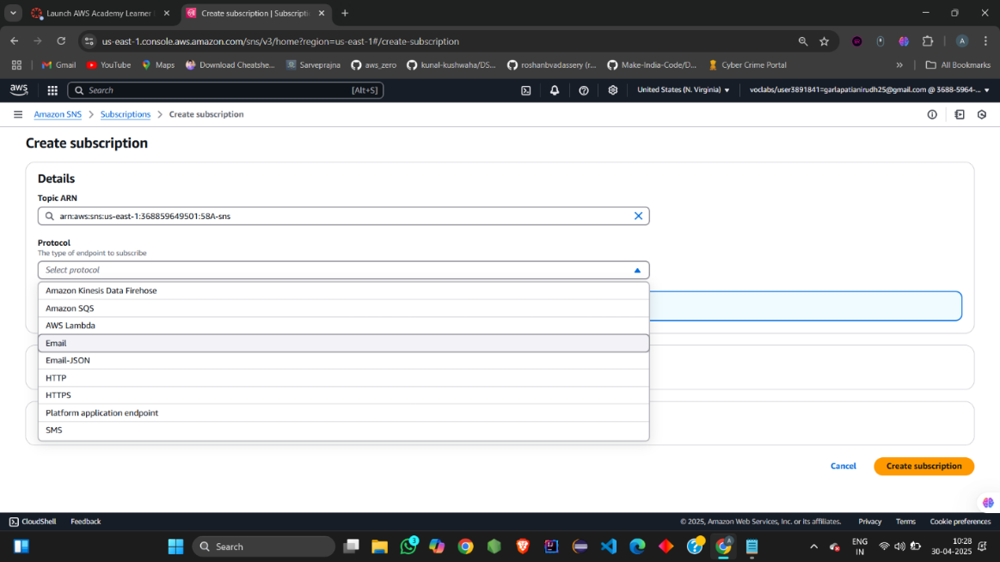 Launch AWS Academy Learner
Create subscription | Subscripti
us-east-1.console.aws.amazon.com/sns/v3/home?region=us-east-1#/create-subscription
A
Gmail
YouTube
Maps
Download Cheatshe...
Sarveprajna
aws_zero
kunal-kushwaha/DS...
roshanbvadassery (r...
Make-India-Code/D...
Cyber Crime Portal
»
All Bookmarks
aws
Search
[Alt+S]
United States (N. Virginia)
voclabs/user3891841=garlapatianirudh25@gmail.com @ 3688-5964-...
Amazon SNS
Subscriptions
Create subscription
Create subscription
Details
Topic ARN
arn:aws:sns:us-east-1:368859649501:58A-sns
Protocol
The type of endpoint to subscribe
Select protocol
Amazon Kinesis Data Firehose
Amazon SQS
AWS Lambda
Email
Email-JSON
HTTP
HTTPS
Platform application endpoint
SMS
Cancel
Create subscription
CloudShell
Feedback
© 2025, Amazon Web Services, Inc. or its affiliates.
Privacy
Terms
Cookie preferences
Search
3
A
ENG
IN
10:28
30-04-2025